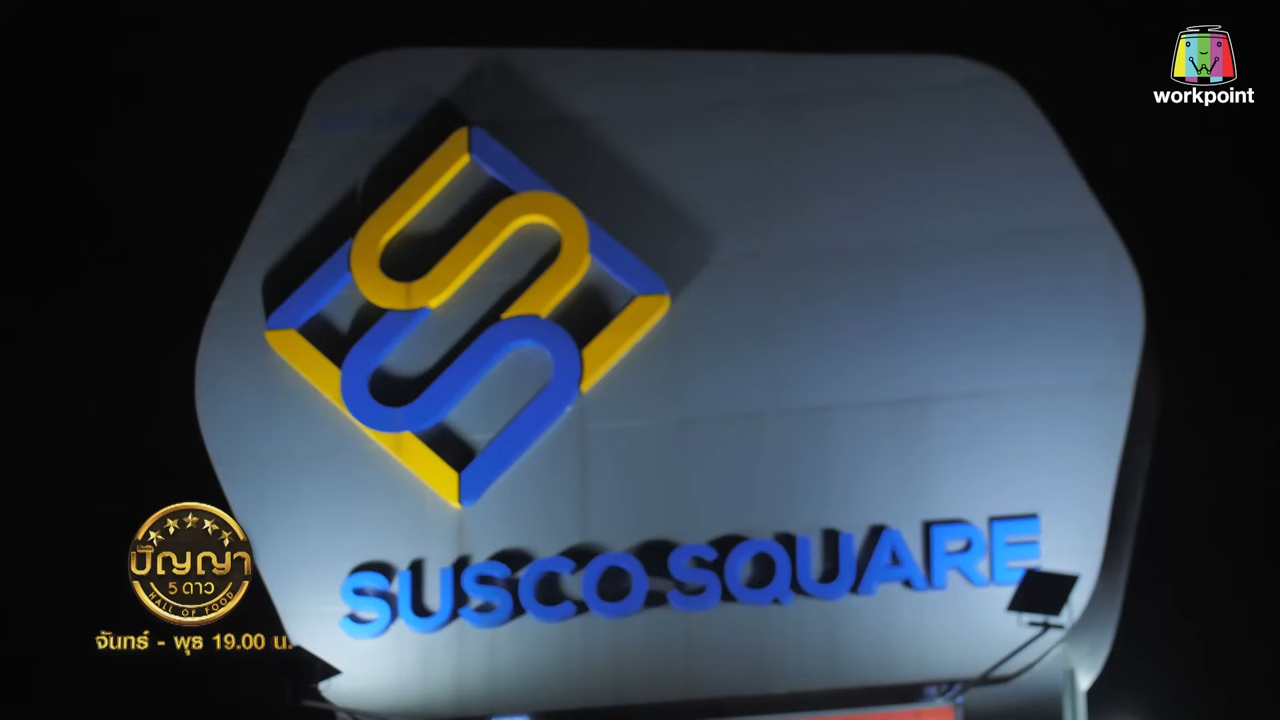 workpoint
SUSCO SQUARE
ปัญญา
5 ดาว
HALL OF FOOD
จันทร์ - พุธ 19.00 น.